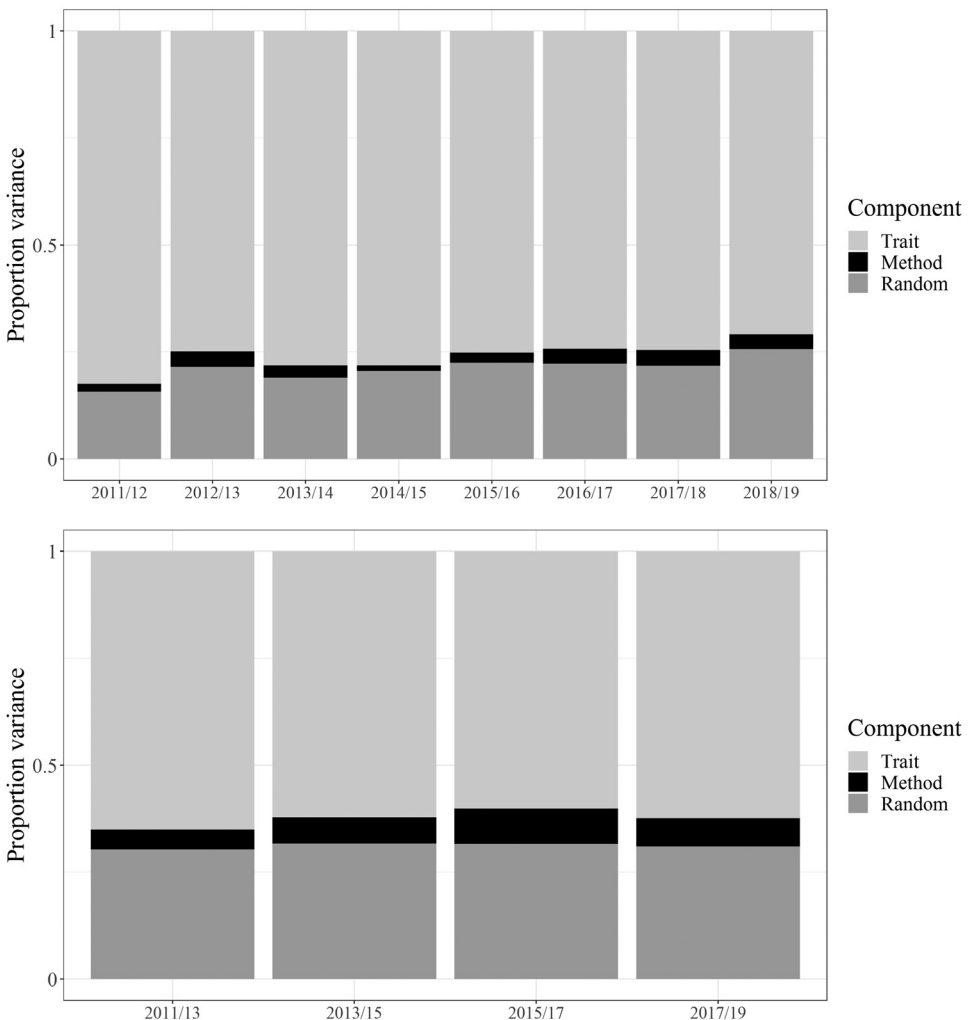 Proportion variance
1
0.5
0
2011/12 2012/13 2013/14 2014/15 2015/16 2016/17 2017/18 2018/19
Component
Trait
Method
Random
Proportion variance
1
0.5
0
2011/13 2013/15 2015/17 2017/19
Component
Trait
Method
Random